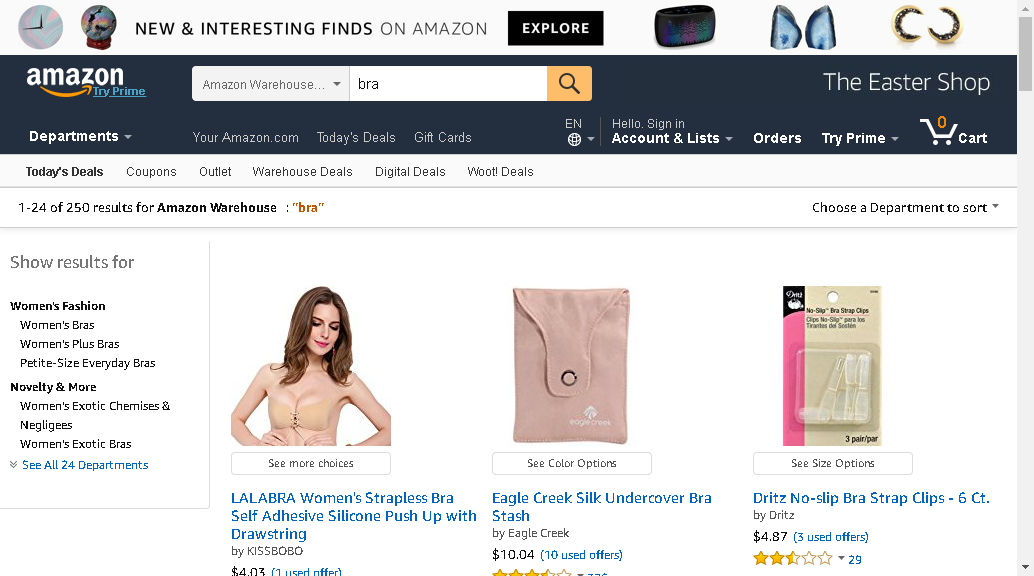 NEW & INTERESTING FINDS ON AMAZON EXPLORE
amazon
Try Prime
Amazon Warehouse...
bra
The Easter Shop
Departments
Your Amazon.com
Today's Deals
Gift Cards
EN
Hello. Sign in
Account & Lists
Orders
Try Prime
0
Cart
Today's Deals
Coupons
Outlet
Warehouse Deals
Digital Deals
Woot! Deals
1-24 of 250 results for Amazon Warehouse : "bra"
Choose a Department to sort
Show results for
Women's Fashion
Women's Bras
Women's Plus Bras
Petite-Size Everyday Bras
Novelty & More
Women's Exotic Chemises &
Negligees
Women's Exotic Bras
See All 24 Departments
See more choices
LALABRA Women's Strapless Bra
Self Adhesive Silicone Push Up with
Drawstring
by KISSBOBO
$4.03 (1 used offer)
eagle creek
See Color Options
Eagle Creek Silk Undercover Bra
Stash
by Eagle Creek
$10.04 (10 used offers)
Dritz
No-Slip™ Bra Strap Clips
Clips No-Slip™ para los
Tirantes del Sostén
3 pair/par
See Size Options
Dritz No-slip Bra Strap Clips - 6 Ct.
by Dritz
$4.87 (3 used offers)
29